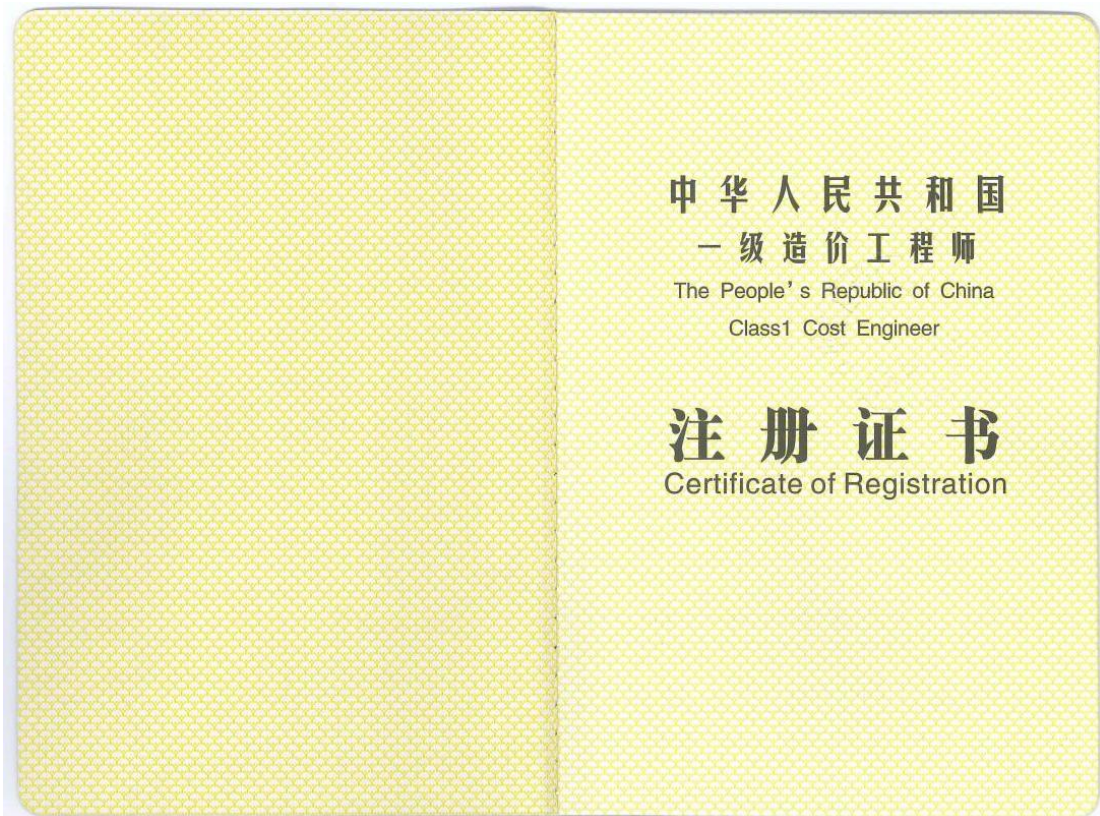 中华人民共和国
一级造价工程师
The People's Republic of China
Class1 Cost Engineer
注册证书
Certificate of Registration